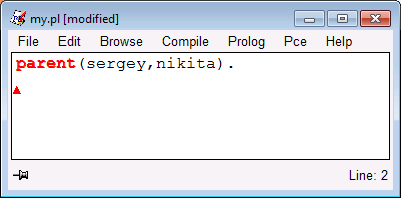 my.pl [modified]
File Edit Browse Compile Prolog Pce Help
parent(sergey,nikita).
Line: 2